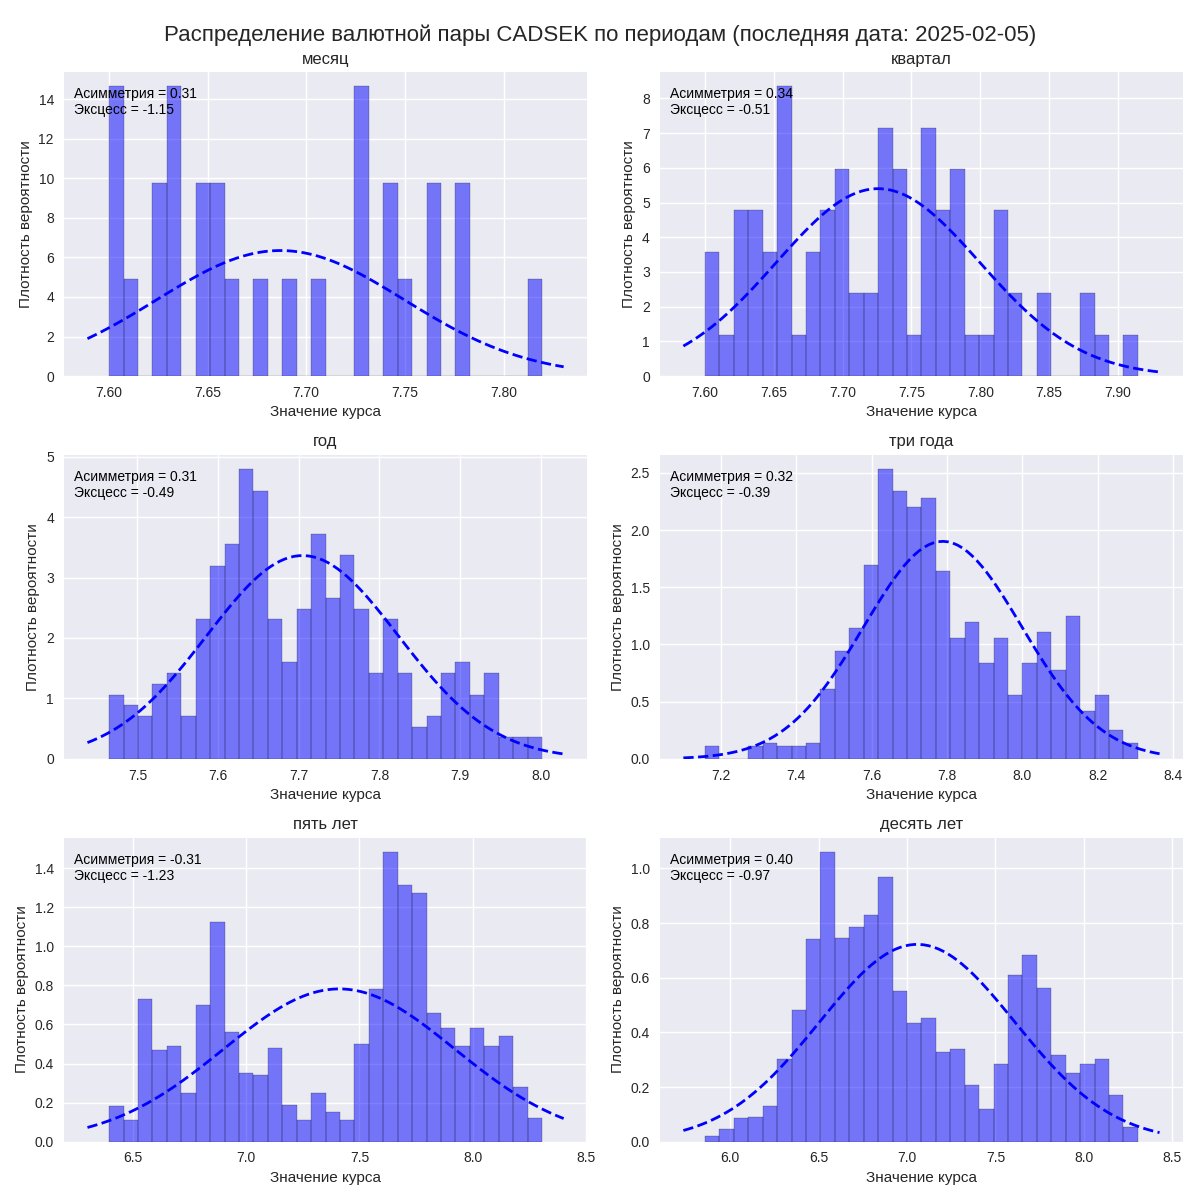 Распределение валютной пары CADSEK по периодам (последняя дата: 2025-02-05)
месяц
Асимметрия = 0.31
Эксцесс = -1.15
Плотность вероятности
14
12
10
8
6
4
2
0
7.60 7.65 7.70 7.75 7.80
Значение курса
квартал
Асимметрия = 0.34
Эксцесс = -0.51
Плотность вероятности
8
7
6
5
4
3
2
1
0
7.60 7.65 7.70 7.75 7.80 7.85 7.90
Значение курса
год
Асимметрия = 0.31
Эксцесс = -0.49
Плотность вероятности
5
4
3
2
1
0
7.5 7.6 7.7 7.8 7.9 8.0
Значение курса
три года
Асимметрия = 0.32
Эксцесс = -0.39
Плотность вероятности
2.5
2.0
1.5
1.0
0.5
0.0
7.2 7.4 7.6 7.8 8.0 8.2 8.4
Значение курса
пять лет
Асимметрия = -0.31
Эксцесс = -1.23
Плотность вероятности
1.4
1.2
1.0
0.8
0.6
0.4
0.2
0.0
6.5 7.0 7.5 8.0 8.5
Значение курса
десять лет
Асимметрия = 0.40
Эксцесс = -0.97
Плотность вероятности
1.0
0.8
0.6
0.4
0.2
0.0
6.0 6.5 7.0 7.5 8.0 8.5
Значение курса